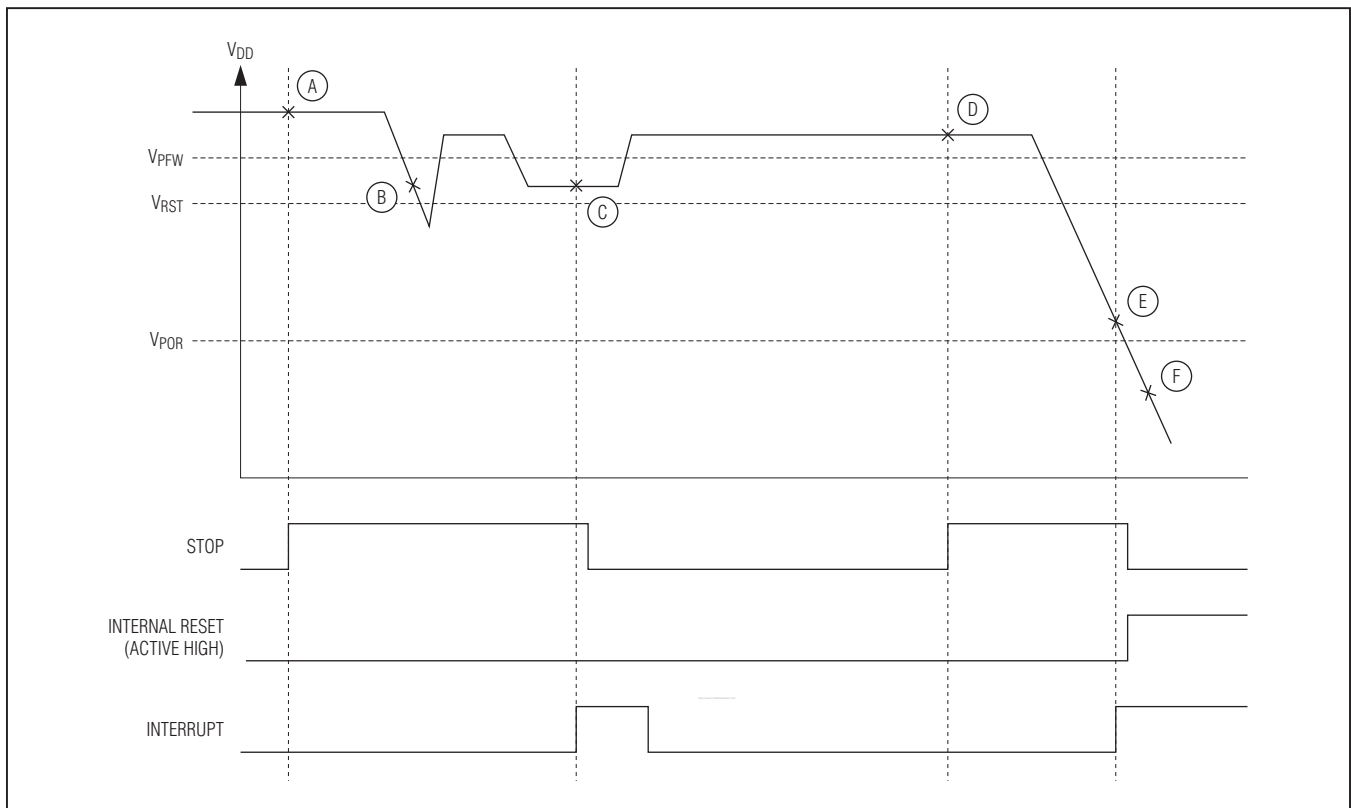 VDD
A
D
VPFW
B
VRST
C
E
VPOR
F
STOP
INTERNAL RESET
(ACTIVE HIGH)
INTERRUPT